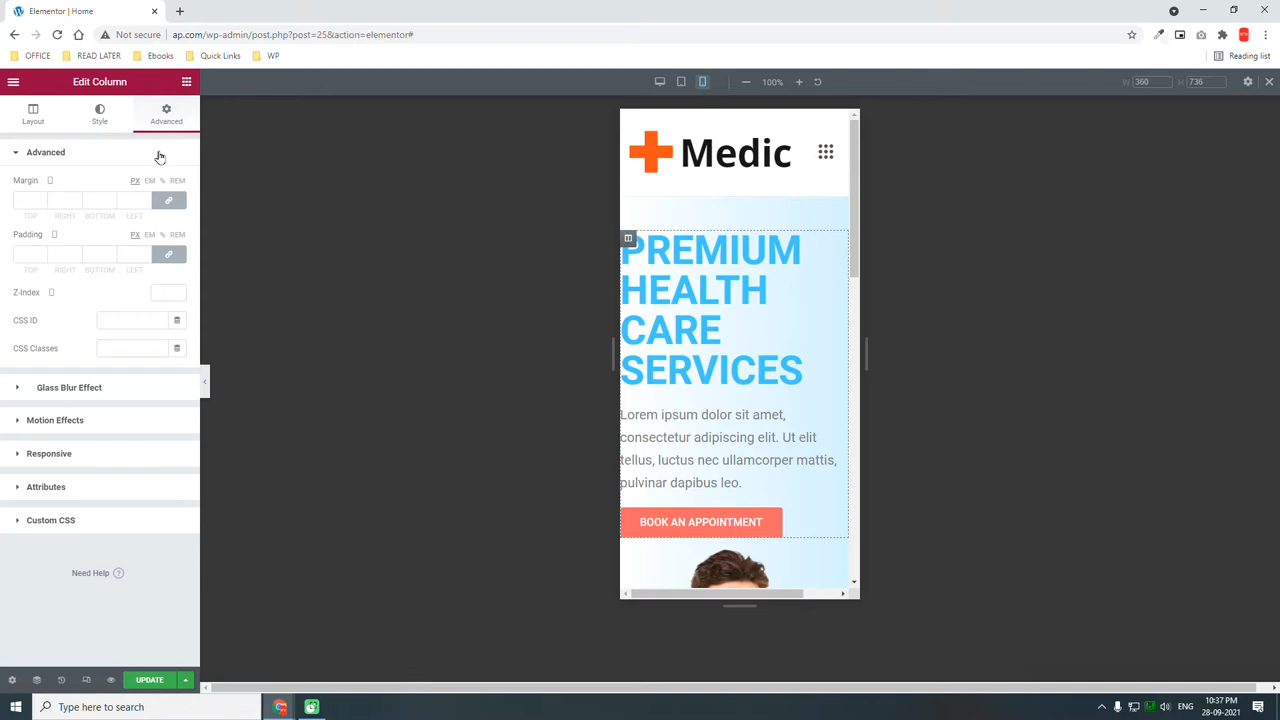 Elementor | Home
Not secure
ap.com/wp-admin/post.php?post=25&action=elementor#
OFFICE
READ LATER
Ebooks
Quick Links
WP
Reading list
Edit Column
100%
W 360
H 736
Layout
Style
Advanced
Advanced
Margin
PX EM % REM
TOP RIGHT BOTTOM LEFT
Padding
PX EM % REM
TOP RIGHT BOTTOM LEFT
Z-Index
CSS ID
CSS Classes
Glass Blur Effect
Motion Effects
Responsive
Attributes
Custom CSS
Need Help ?
UPDATE
Medic
PREMIUM
HEALTH
CARE
SERVICES
Lorem ipsum dolor sit amet,
consectetur adipiscing elit. Ut elit
tellus, luctus nec ullamcorper mattis,
pulvinar dapibus leo.
BOOK AN APPOINTMENT
Type here to search
ENG
10:37 PM
28-09-2021